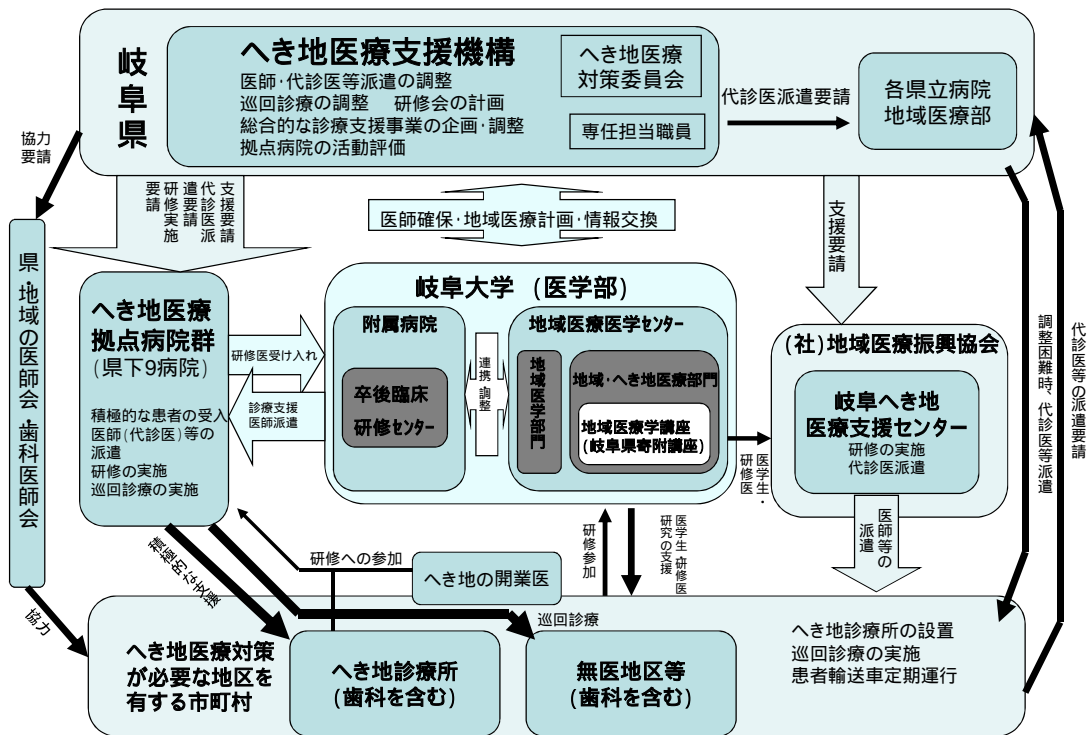 岐阜県
へき地医療支援機構
医師・代診医等派遣の調整
巡回診療の調整　研修会の計画
総合的な診療支援事業の企画・調整
拠点病院の活動評価
へき地医療
対策委員会
専任担当職員
代診医派遣要請
各県立病院
地域医療部
協力
要請
支援要請
代診医派
遣要請
研修実施
要請
医師確保・地域医療計画・情報交換
支援要請
県・地域の医師会・歯科医師会
へき地医療
拠点病院群
(県下9病院)
積極的な患者の受入
医師(代診医)等の
派遣
研修の実施
巡回診療の実施
研修医受け入れ
診療支援
医師派遣
岐阜大学 (医学部)
附属病院
卒後臨床
研修センター
連携・調整
地域医療医学センター
地域医学部門
地域・へき地医療部門
地域医療学講座
(岐阜県寄附講座)
医学生・
研修医
(社)地域医療振興協会
岐阜へき地
医療支援センター
研修の実施
代診医派遣
調整困難時、代診医等派遣
代診医等の派遣要請
積極的な支援
研修への参加
へき地の開業医
研修参加
医学生・研修医
研究の支援
医師等の
派遣
協力
巡回診療
へき地医療対策
が必要な地区を
有する市町村
へき地診療所
(歯科を含む)
無医地区等
(歯科を含む)
へき地診療所の設置
巡回診療の実施
患者輸送車定期運行